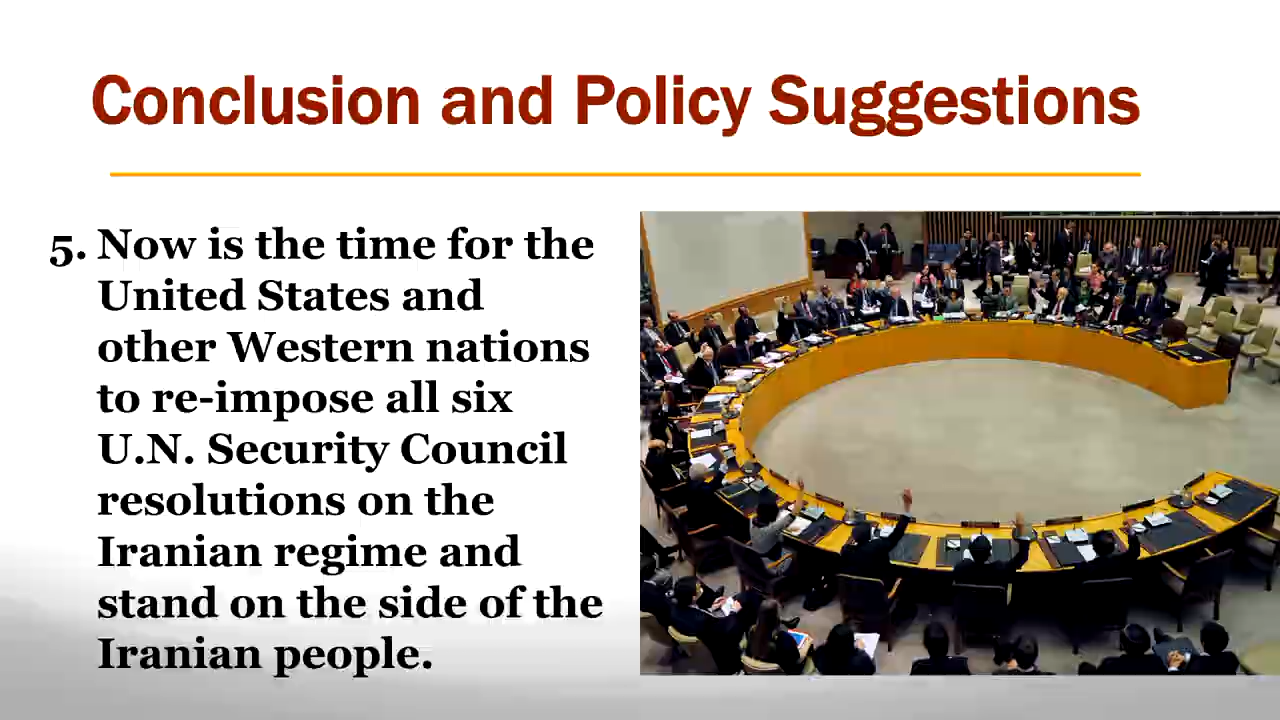 Conclusion and Policy Suggestions
5. Now is the time for the
United States and
other Western nations
to re-impose all six
U.N. Security Council
resolutions on the
Iranian regime and
stand on the side of the
Iranian people.